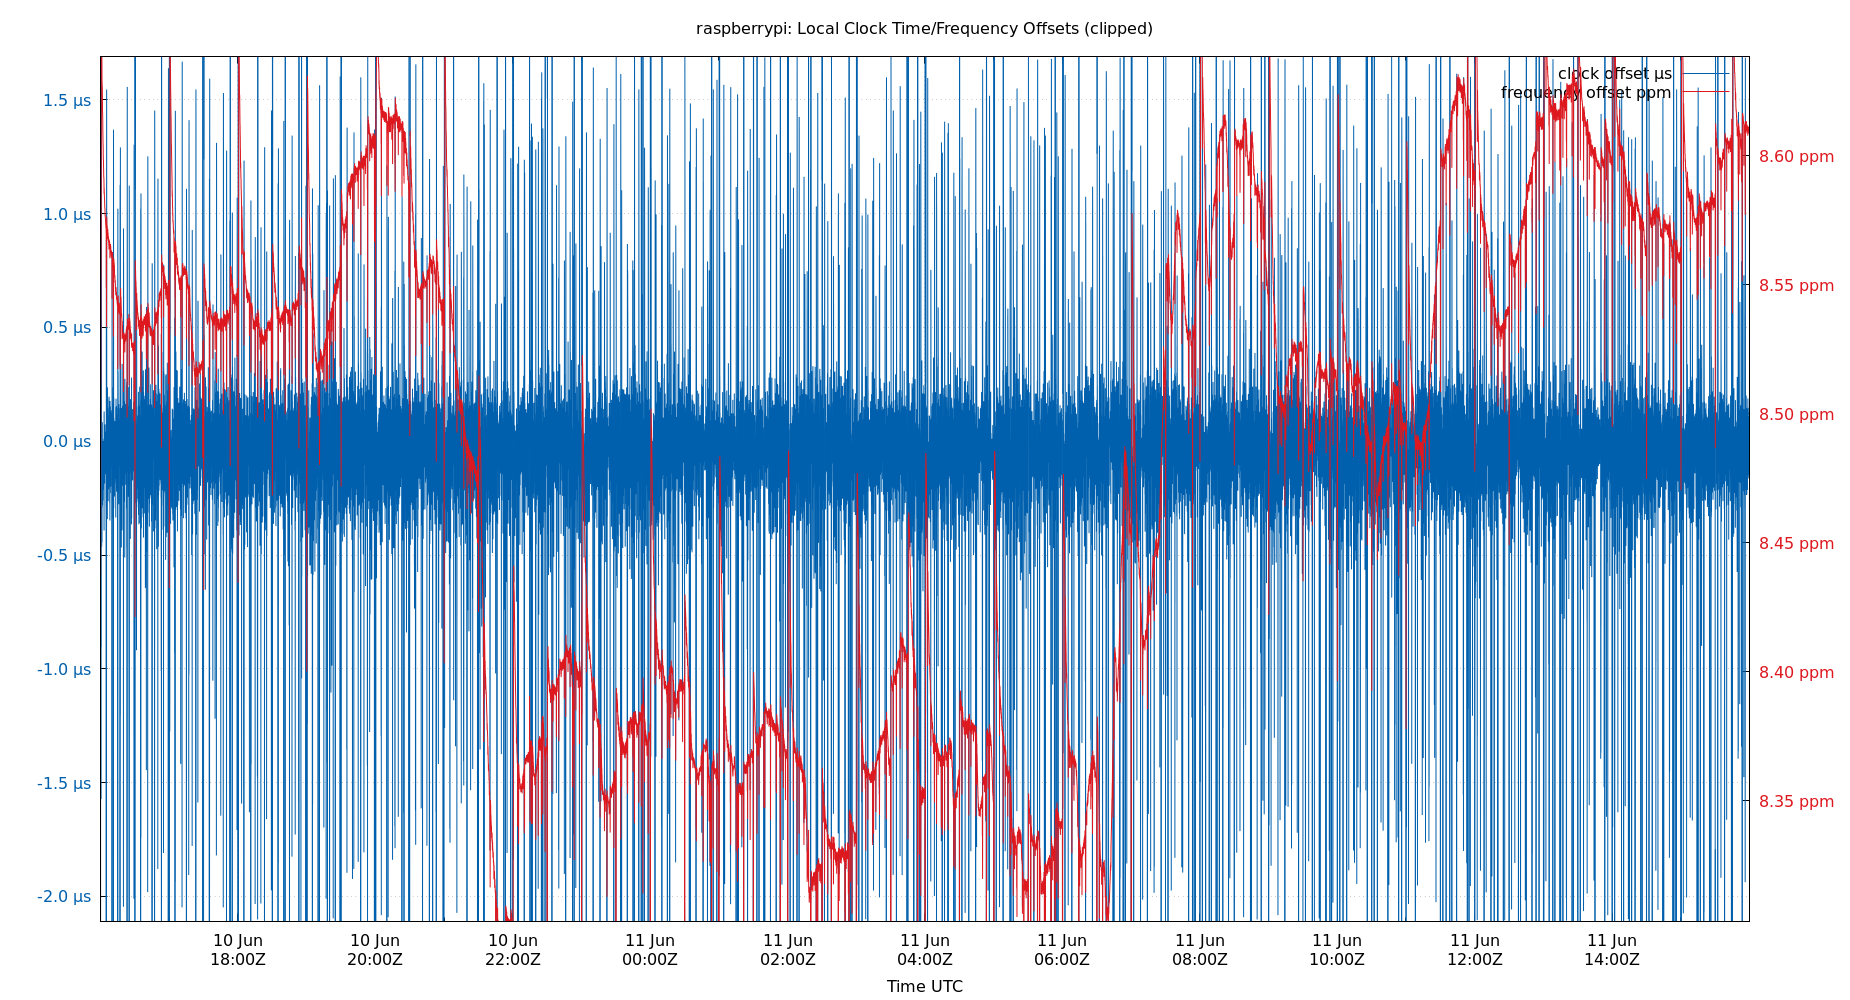 raspberrypi: Local Clock Time/Frequency Offsets (clipped)
clock offset µs
frequency offset ppm
1.5 µs
1.0 µs
0.5 µs
0.0 µs
-0.5 µs
-1.0 µs
-1.5 µs
-2.0 µs
8.60 ppm
8.55 ppm
8.50 ppm
8.45 ppm
8.40 ppm
8.35 ppm
10 Jun
18:00Z
10 Jun
20:00Z
10 Jun
22:00Z
11 Jun
00:00Z
11 Jun
02:00Z
11 Jun
04:00Z
11 Jun
06:00Z
11 Jun
08:00Z
11 Jun
10:00Z
11 Jun
12:00Z
11 Jun
14:00Z
Time UTC